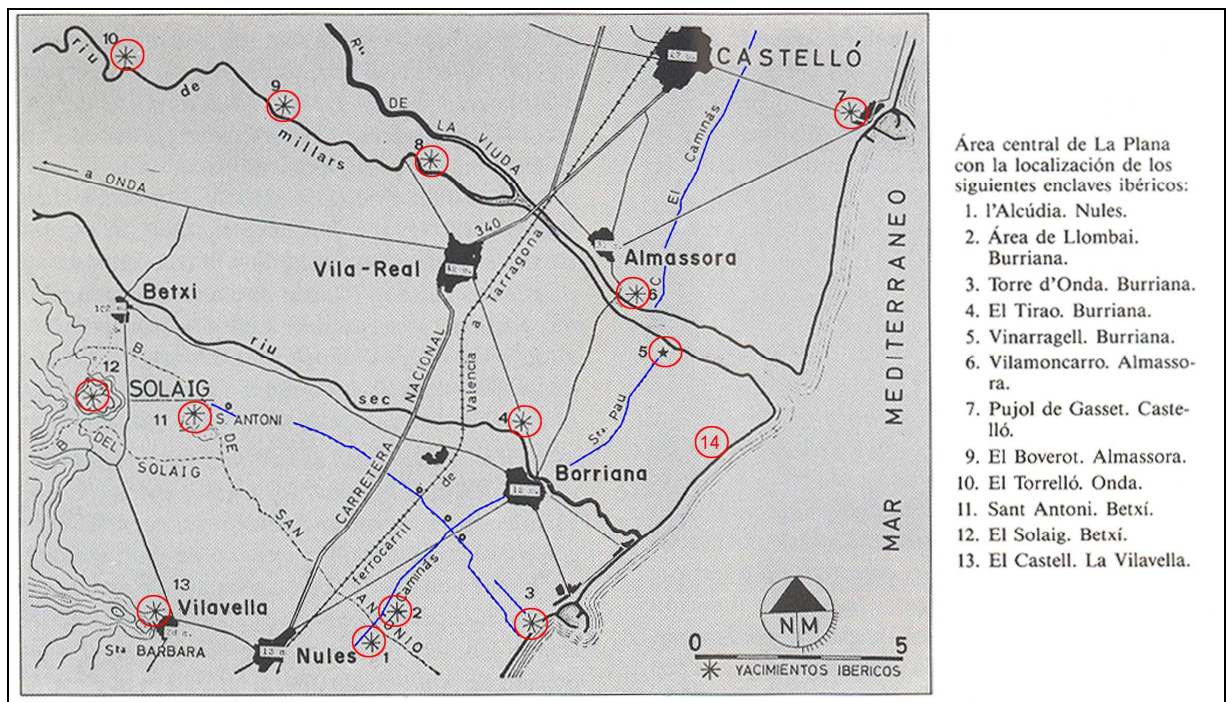 10
riu
de
millars
9
8
Rta
DE
LA VIUDA
CASTELLÓ
EL Caminás
7
a ONDA
340
Vila-Real
Almassora
Tarragona
a
Valencia
de
ferrocarril
CARRETERA
NACIONAL
MAR MEDITERRANEO
Betxi
riu
sec
6
C
5
Sta Pau
4
12
SOLAIG
11
S. ANTONI
B. DE SAN ANTONIO
B. DEL
SOLAIG
14
Borriana
13
Vilavella
Sta BARBARA
Nules
Caminás
2
1
3
N M
0 5
YACIMIENTOS IBERICOS
Área central de La Plana
con la localización de los
siguientes enclaves ibéricos:
1. l'Alcúdia. Nules.
2. Área de Llombai.
Burriana.
3. Torre d'Onda. Burriana.
4. El Tirao. Burriana.
5. Vinarragell. Burriana.
6. Vilamoncarro. Almasso-
ra.
7. Pujol de Gasset. Caste-
lló.
9. El Boverot. Almassora.
10. El Torrelló. Onda.
11. Sant Antoni. Betxí.
12. El Solaig. Betxí.
13. El Castell. La Vilavella.